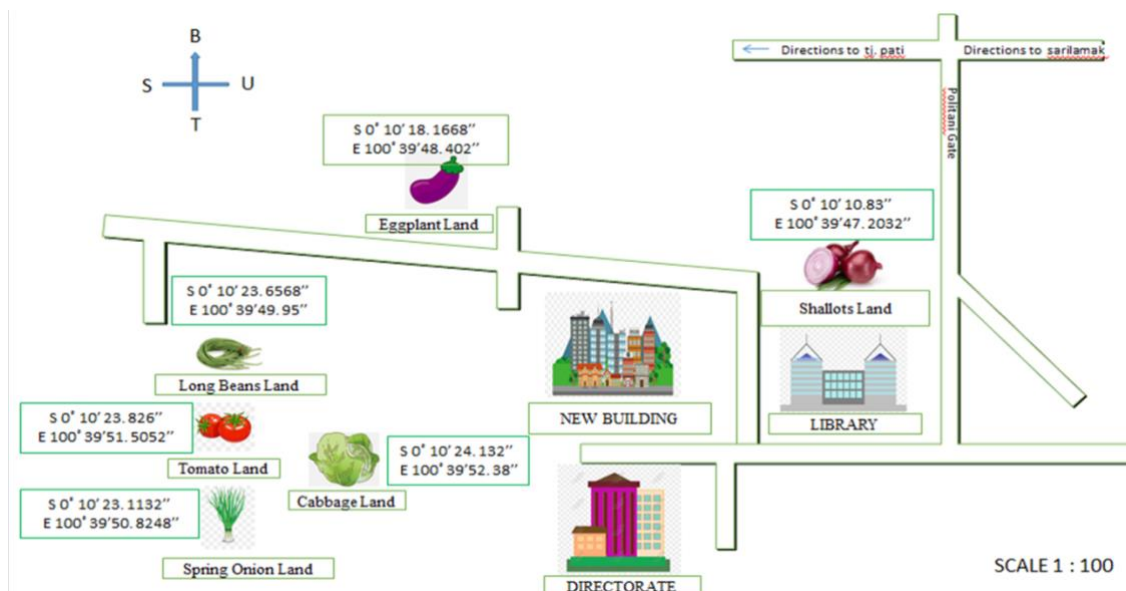 B
S
U
T
Directions to tj. pati
Directions to sarilamak
Politani Gate
S 0° 10' 18. 1668"
E 100° 39'48. 402"
Eggplant Land
S 0° 10' 10.83"
E 100° 39'47. 2032"
Shallots Land
S 0° 10' 23. 6568"
E 100° 39'49. 95"
Long Beans Land
NEW BUILDING
LIBRARY
S 0° 10' 23. 826"
E 100° 39'51. 5052"
Tomato Land
S 0° 10' 24. 132"
E 100° 39'52. 38"
Cabbage Land
S 0° 10' 23. 1132"
E 100° 39'50. 8248"
Spring Onion Land
DIRECTORATE
SCALE 1 : 100